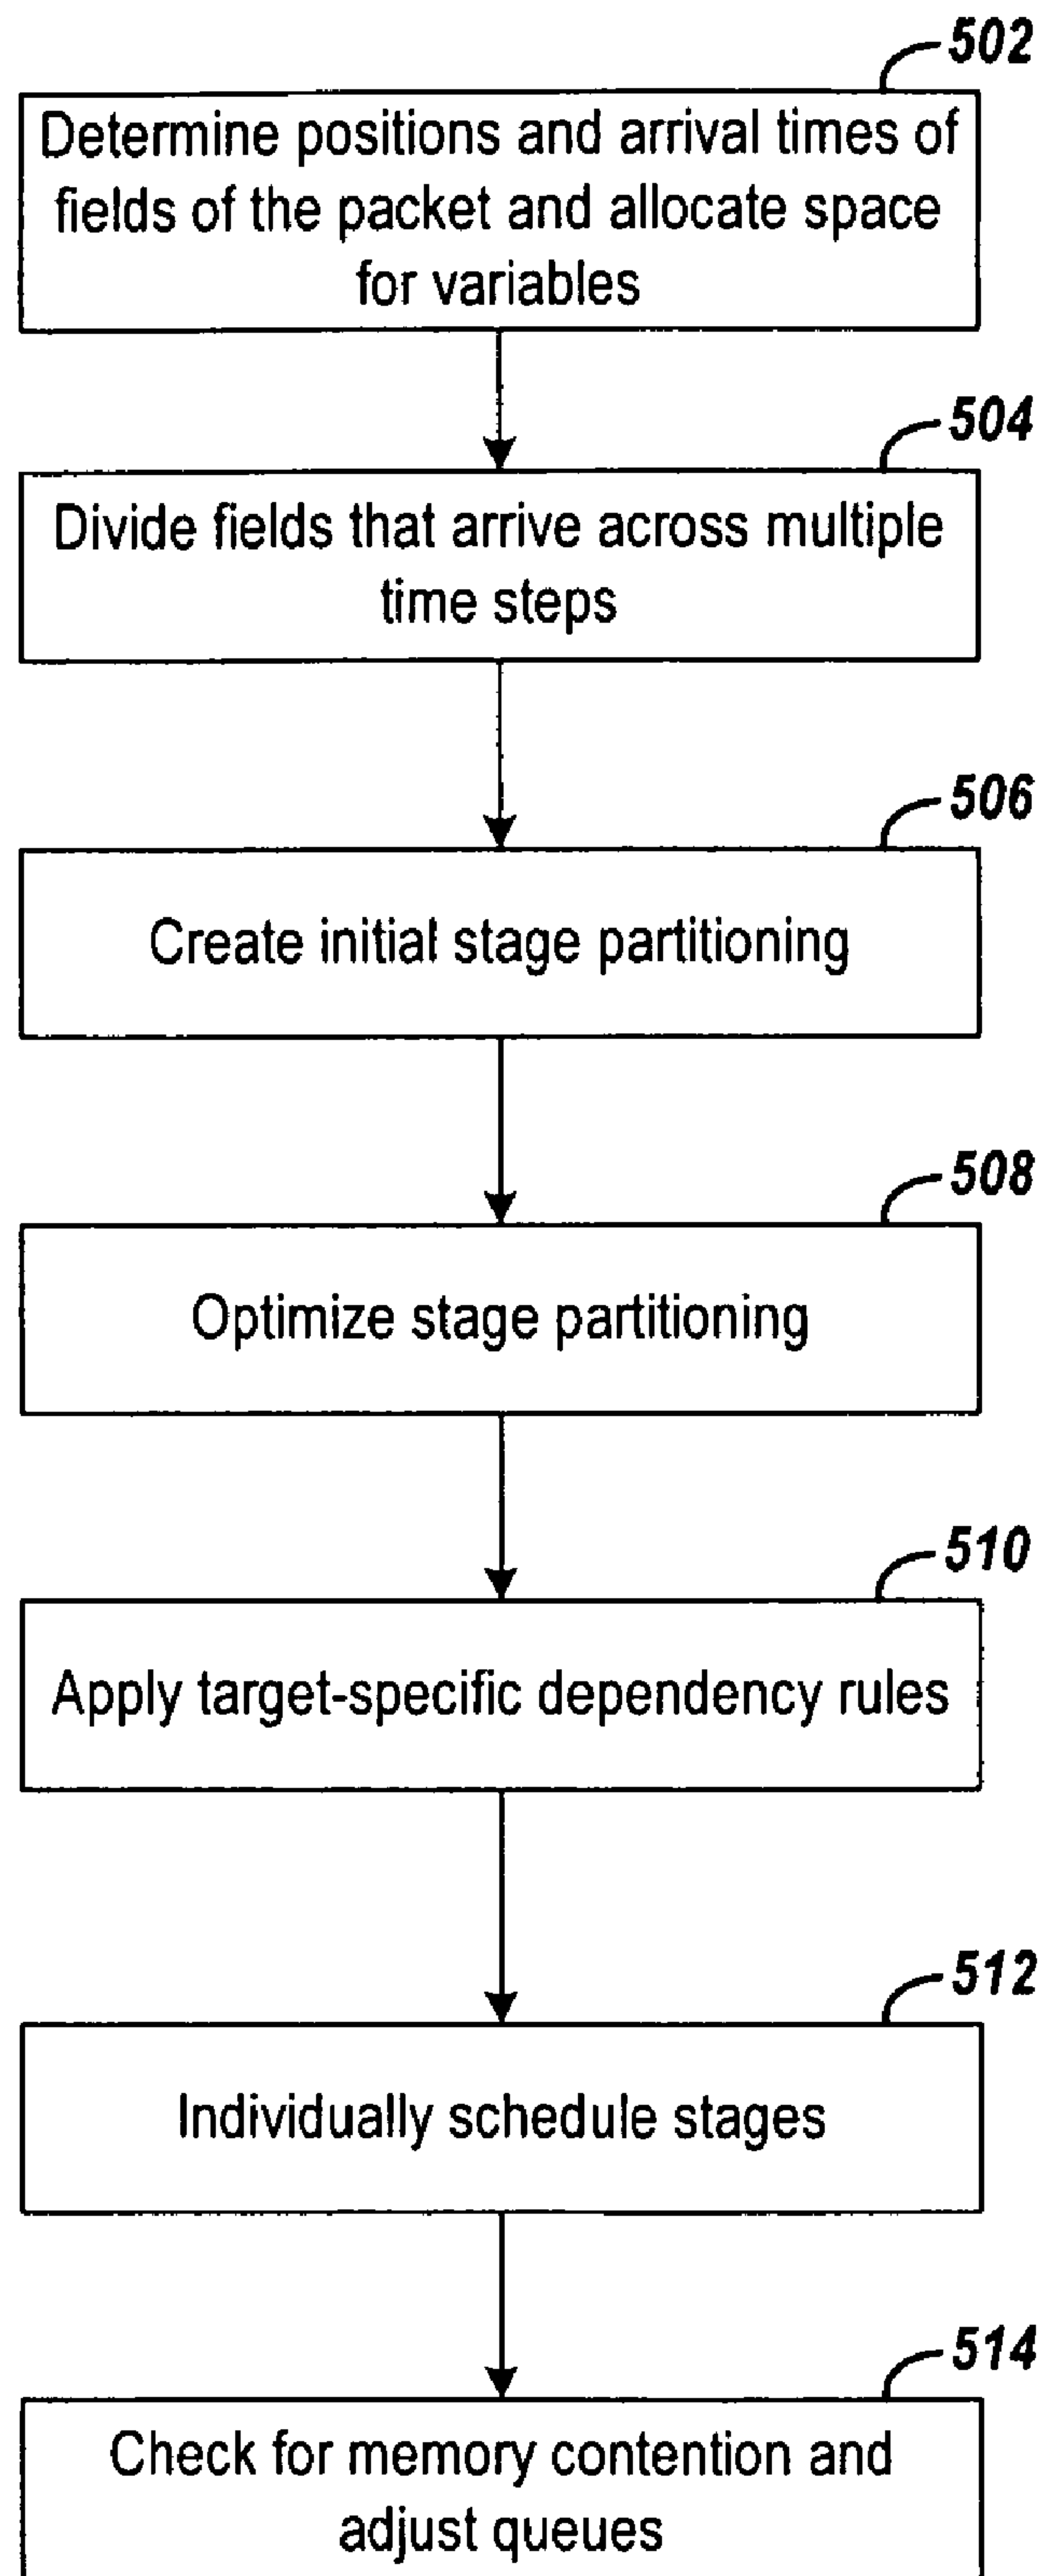 502
Determine positions and arrival times of
fields of the packet and allocate space
for variables
504
Divide fields that arrive across multiple
time steps
506
Create initial stage partitioning
508
Optimize stage partitioning
510
Apply target-specific dependency rules
512
Individually schedule stages
514
Check for memory contention and
adjust queues